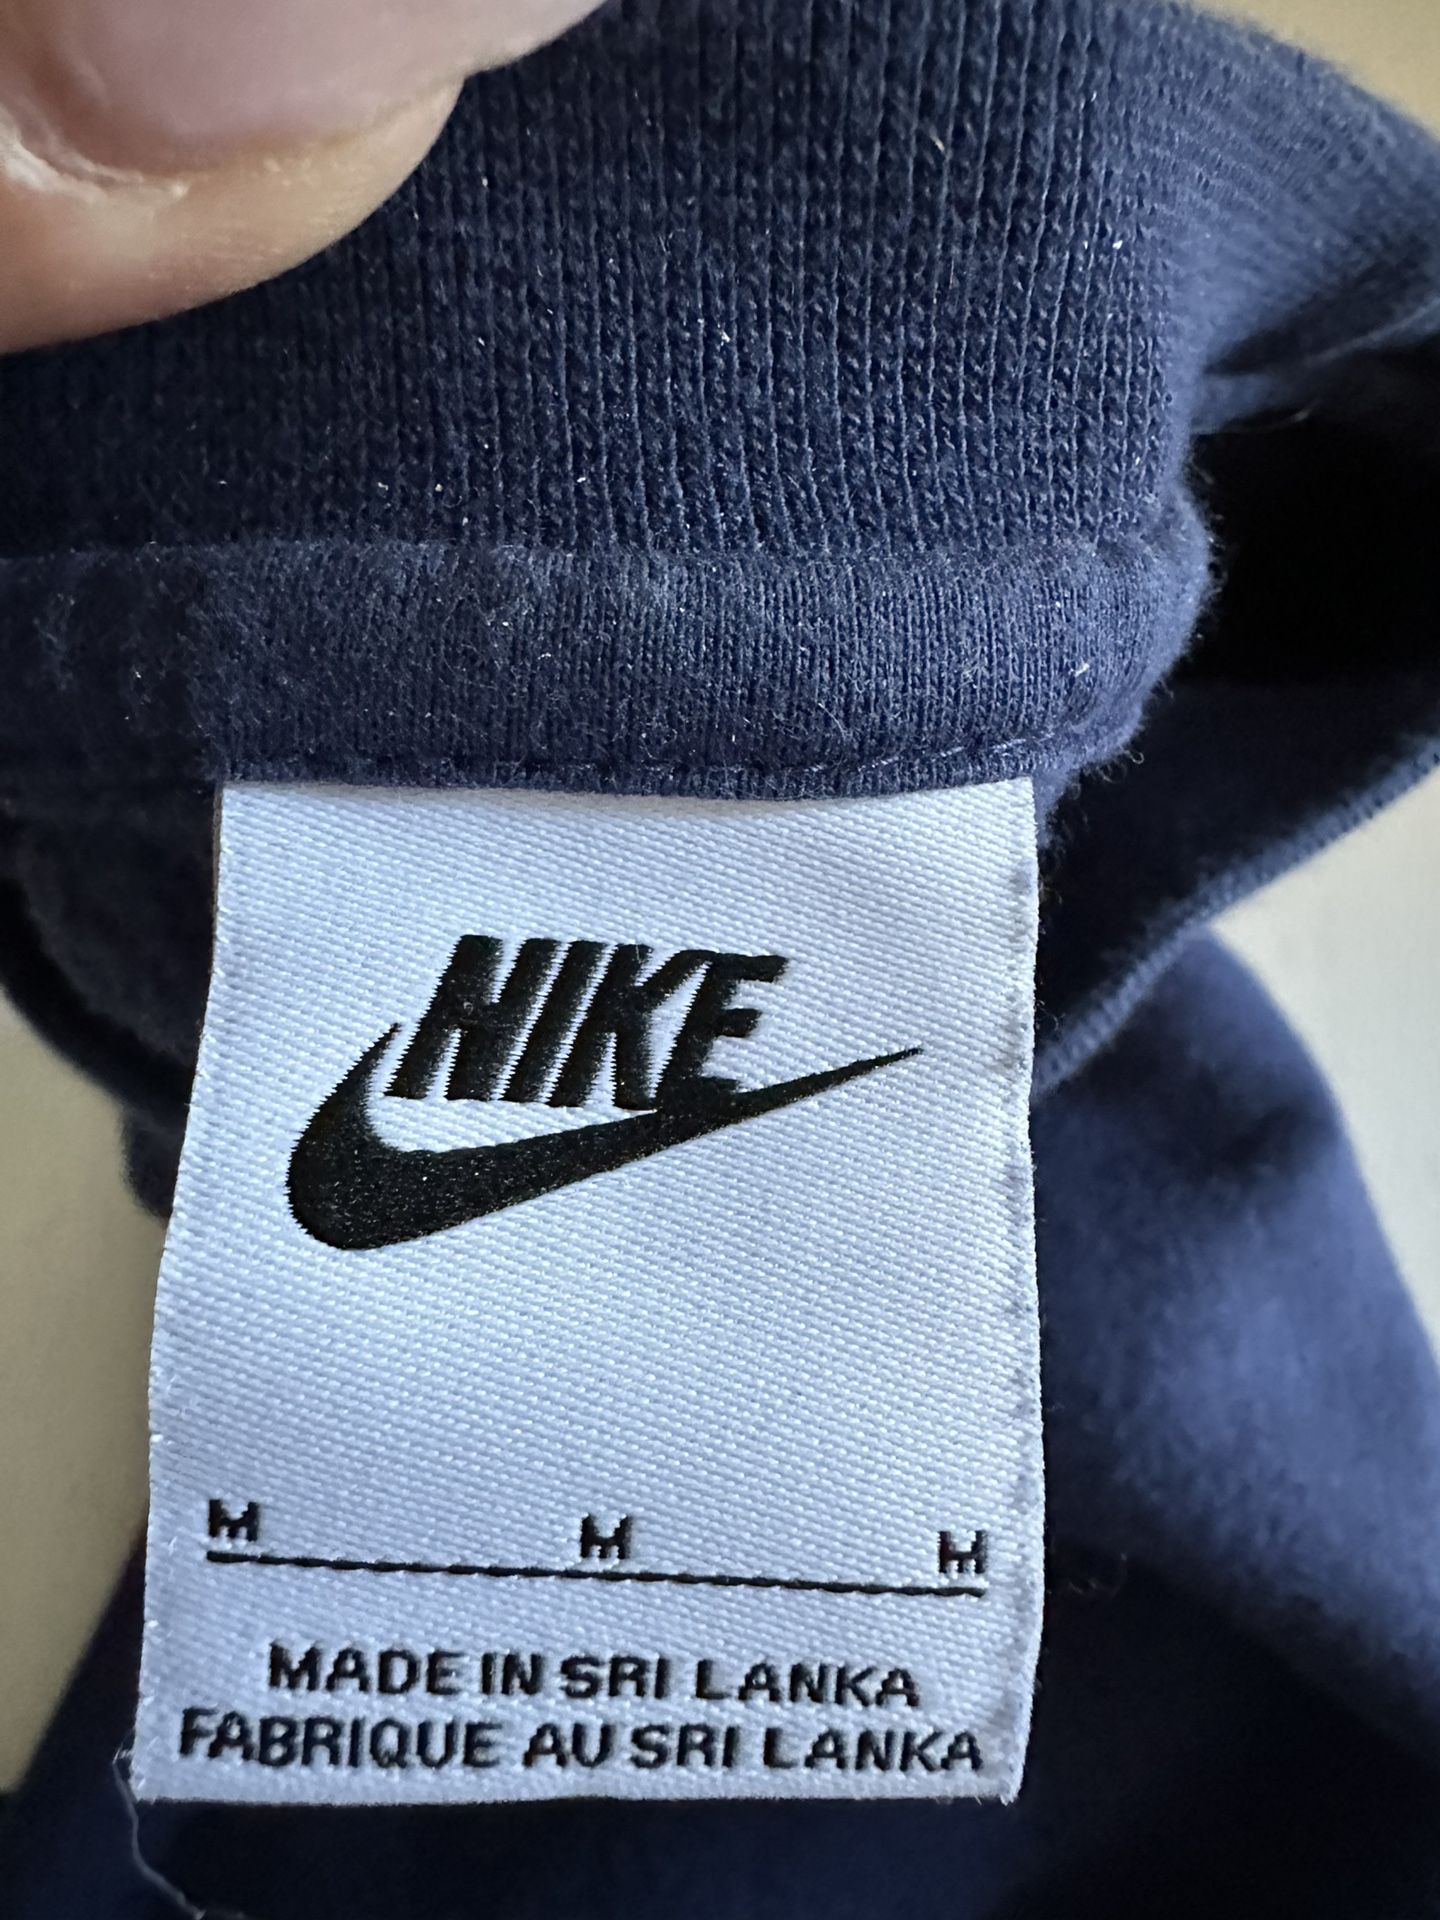 NIKE
M M M
MADE IN SRI LANKA
FABRIQUE AU SRI LANKA